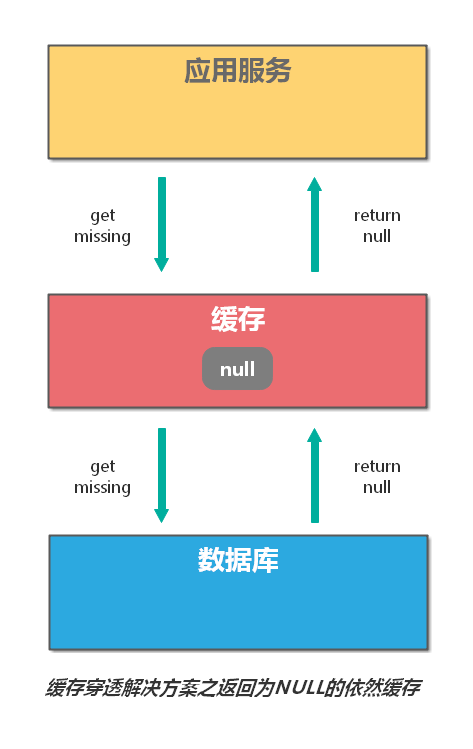 应用服务
get
missing
return
null
缓存
null
get
missing
return
null
数据库
缓存穿透解决方案之返回为NULL的依然缓存